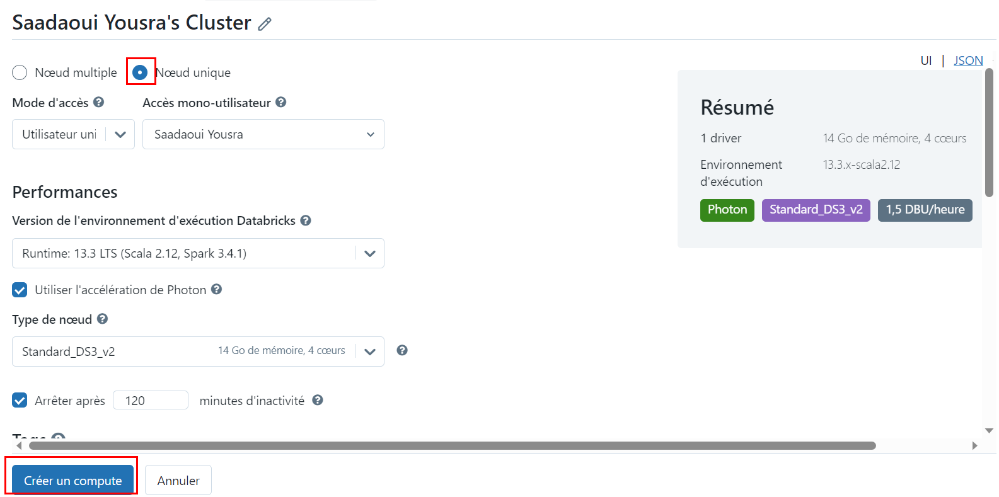 Saadaoui Yousra's Cluster
UI | JSON
Nœud multiple Nœud unique
Mode d'accès Accès mono-utilisateur
Utilisateur uni Saadaoui Yousra
Résumé
1 driver 14 Go de mémoire, 4 cœurs
Environnement d'exécution 13.3.x-scala2.12
Photon Standard_DS3_v2 1,5 DBU/heure
Performances
Version de l'environnement d'exécution Databricks
Runtime: 13.3 LTS (Scala 2.12, Spark 3.4.1)
Utiliser l'accélération de Photon
Type de nœud
Standard_DS3_v2 14 Go de mémoire, 4 cœurs
Arrêter après 120 minutes d'inactivité
Tags
Créer un compute Annuler